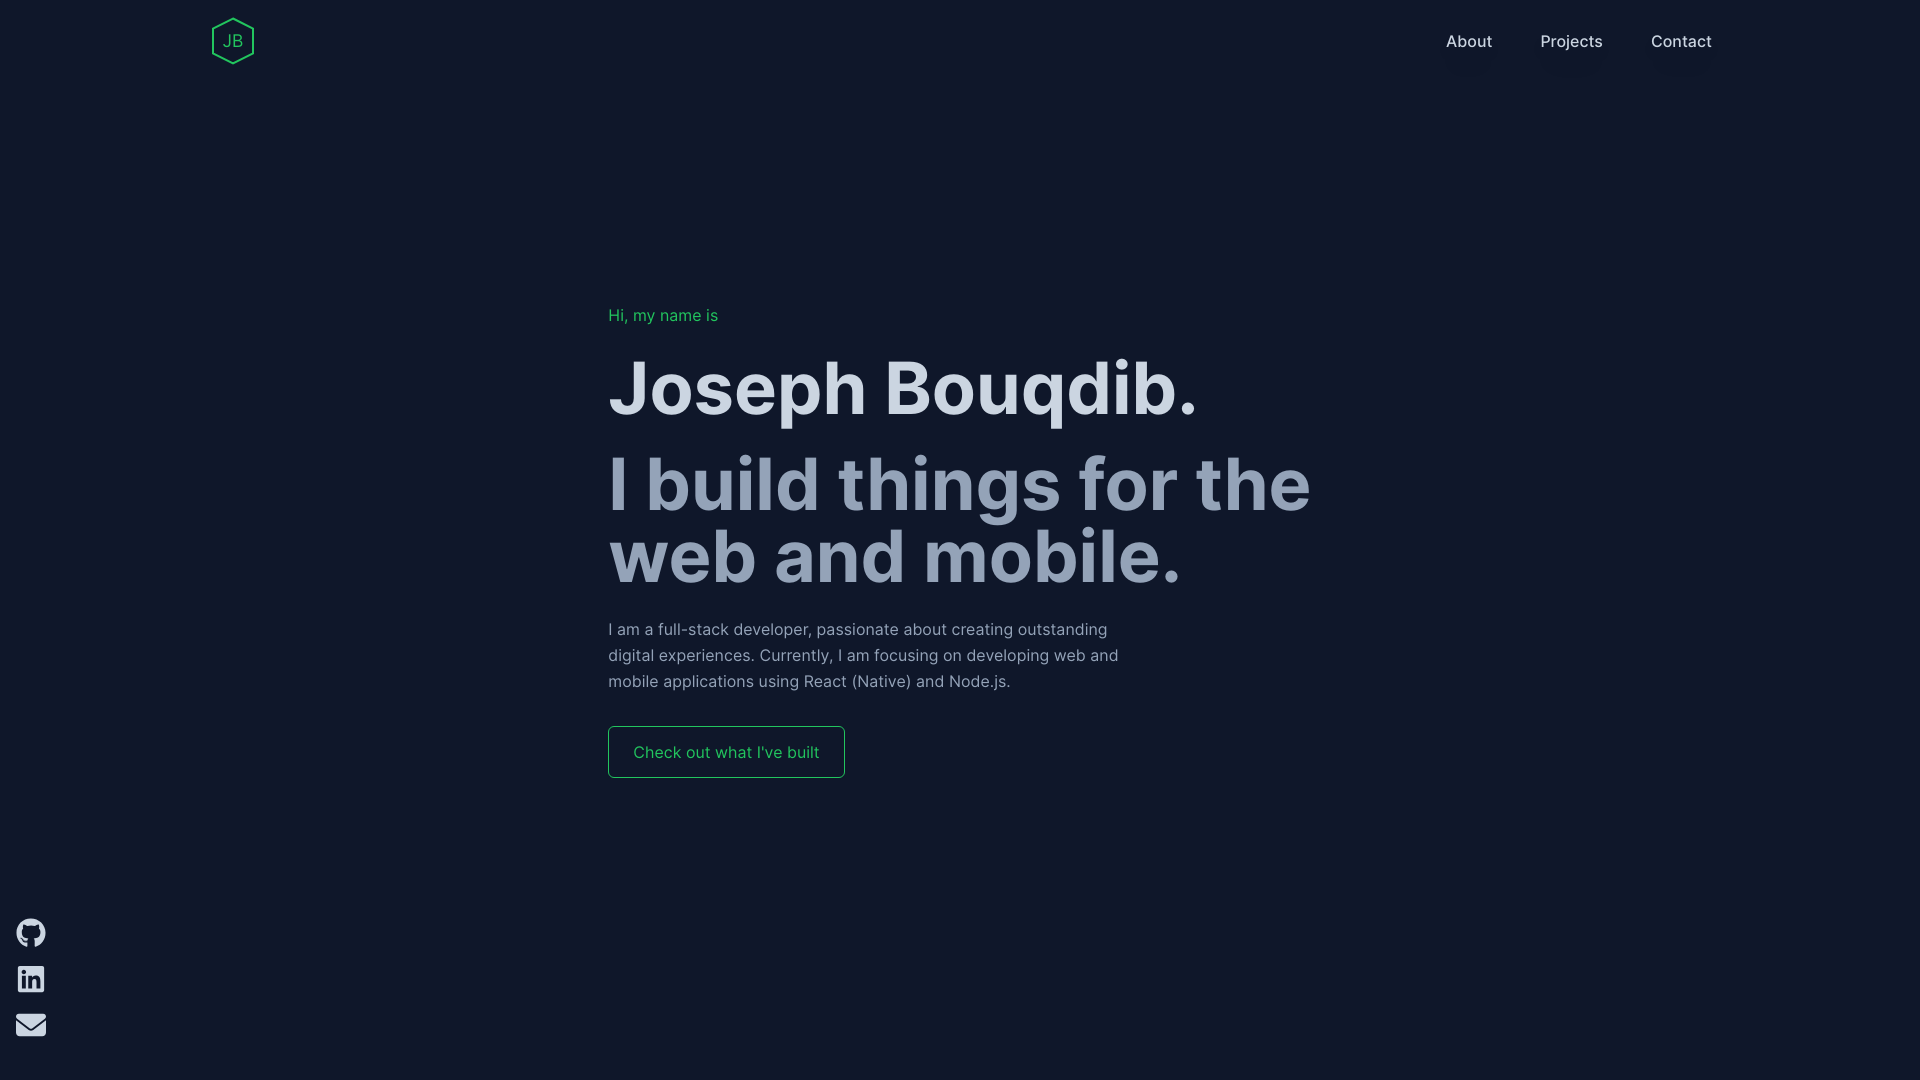 JB
About
Projects
Contact
Hi, my name is
Joseph Bouqdib.
I build things for the
web and mobile.
I am a full-stack developer, passionate about creating outstanding
digital experiences. Currently, I am focusing on developing web and
mobile applications using React (Native) and Node.js.
Check out what I've built
in